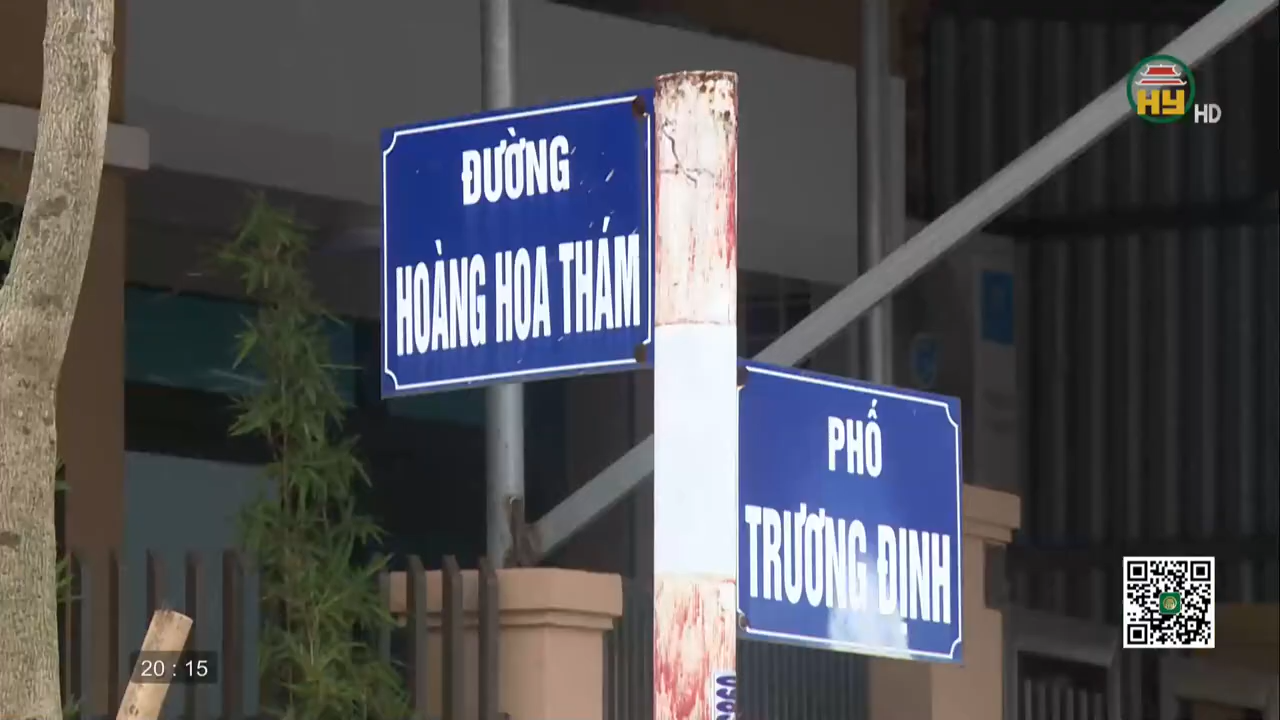 ĐƯỜNG
HOÀNG HOA THÁM
PHỐ
TRƯƠNG ĐỊNH
HY HD
20 : 15